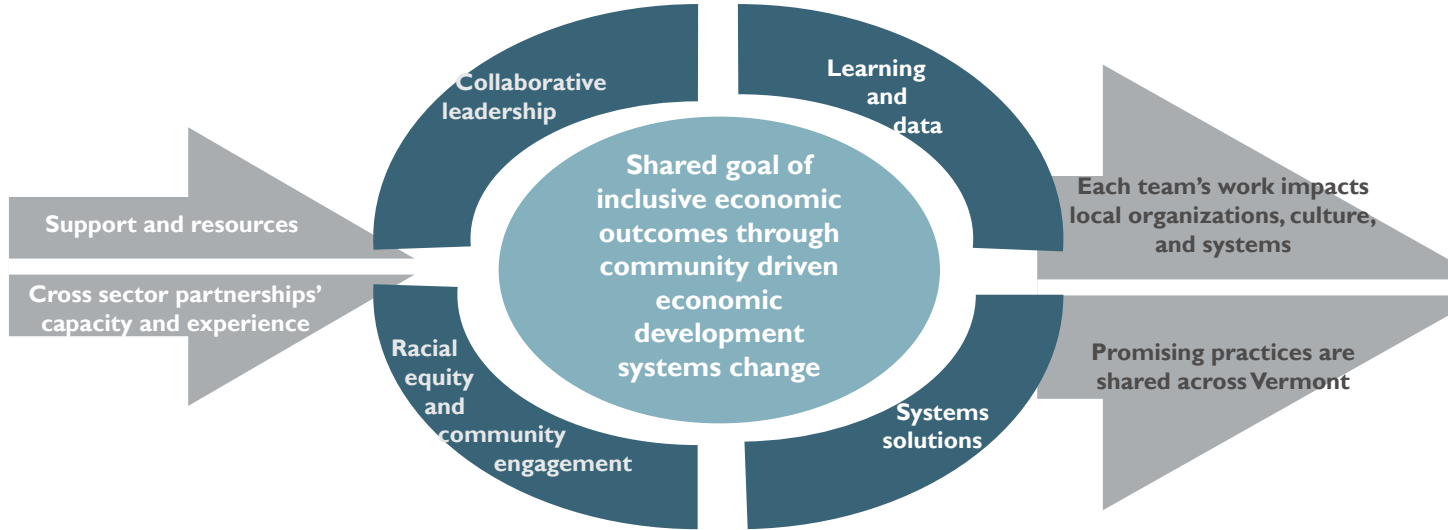 Support and resources
Cross sector partnerships’
capacity and experience
Collaborative
leadership
Racial
equity
and
community
engagement
Shared goal of
inclusive economic
outcomes through
community driven
economic
development
systems change
Learning
and
data
Systems
solutions
Each team’s work impacts
local organizations, culture,
and systems
Promising practices are
shared across Vermont